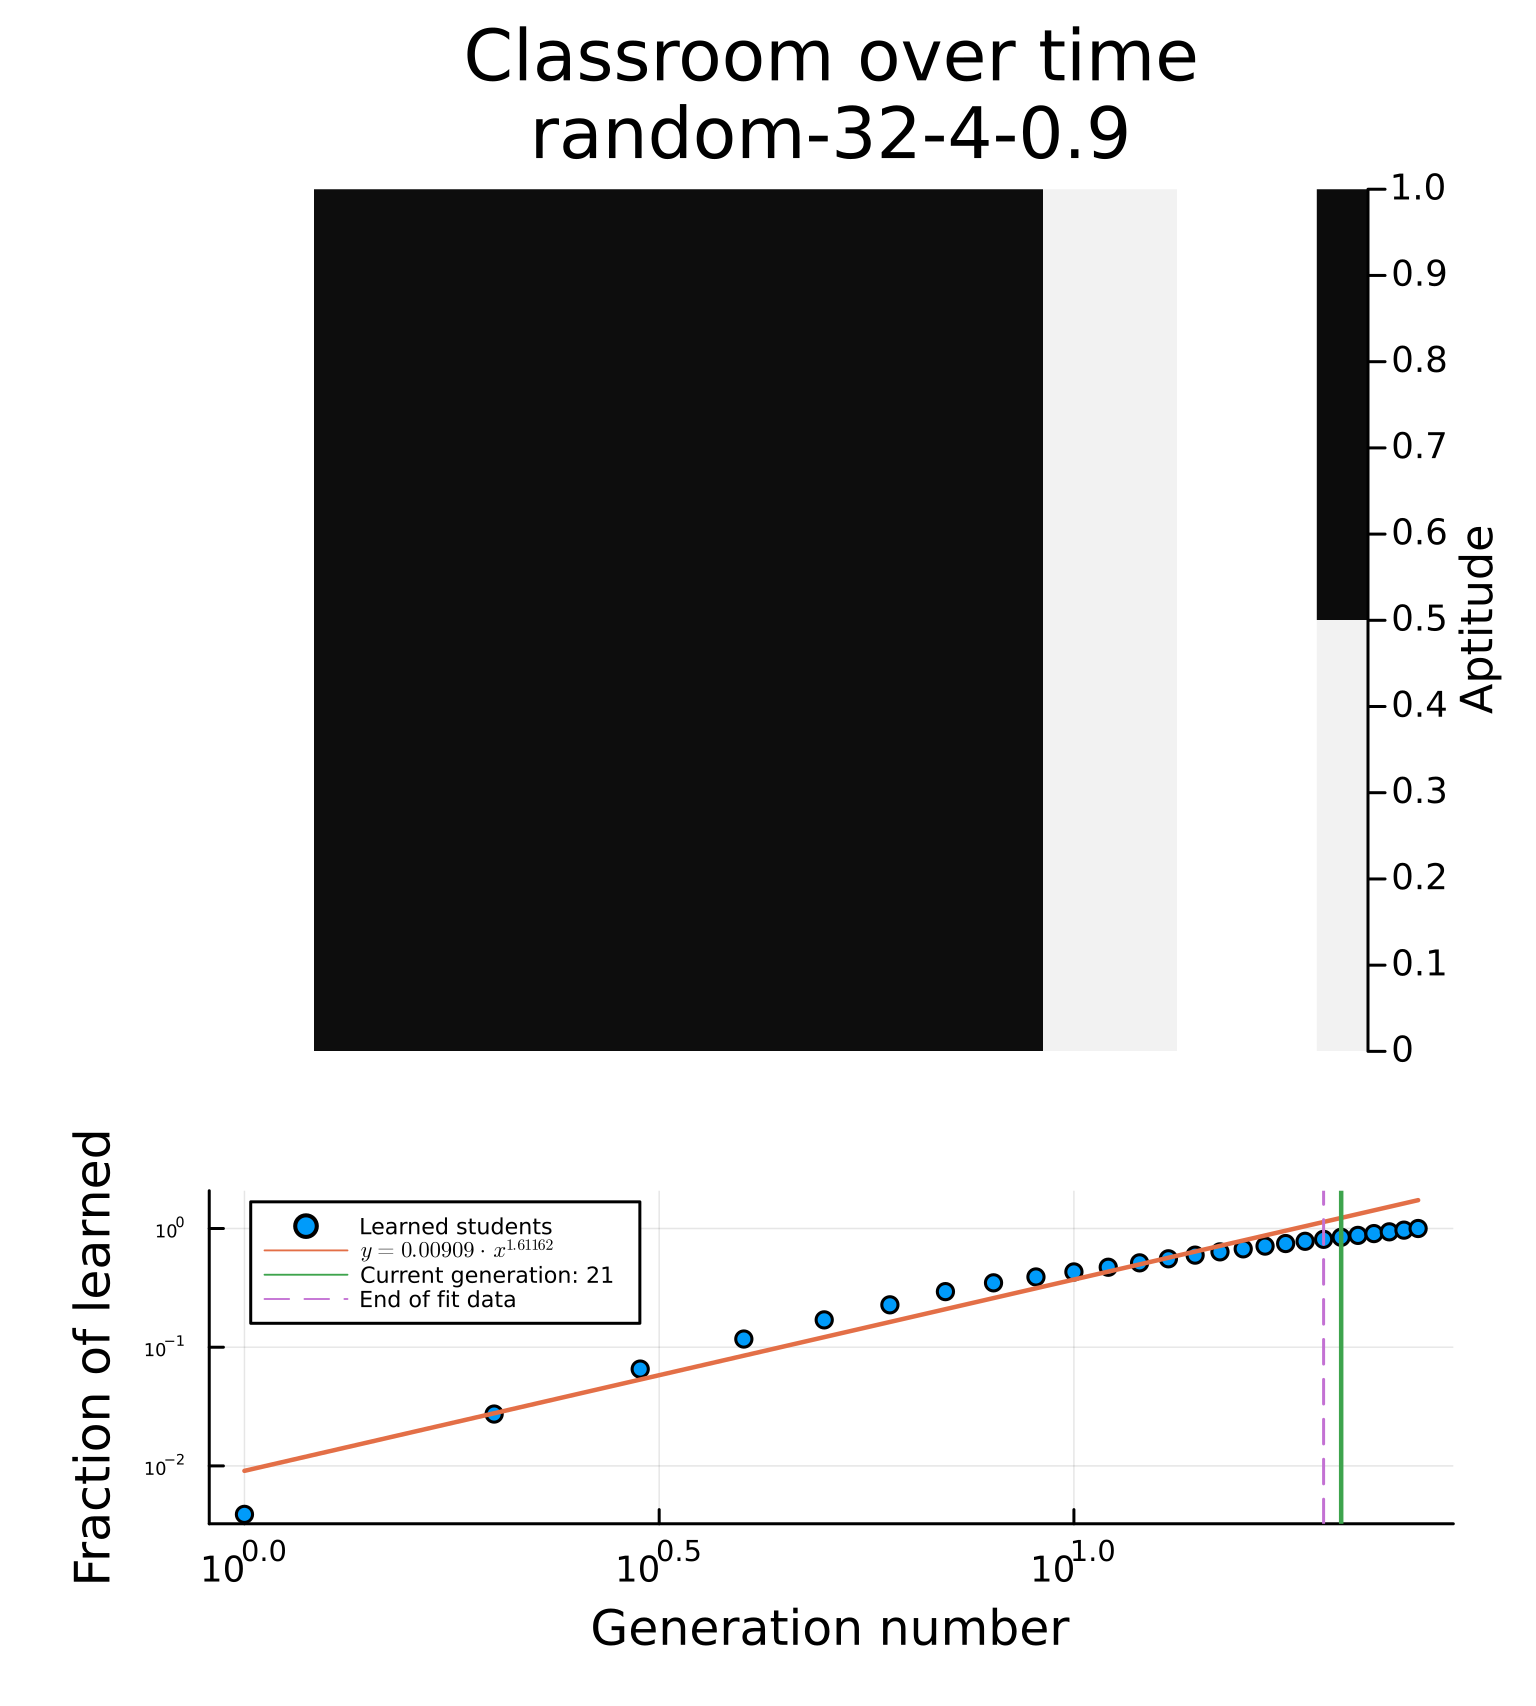 Classroom over time
random-32-4-0.9
1.0
0.9
0.8
0.7
0.6
0.5
0.4
0.3
0.2
0.1
0
Aptitude
Fraction of learned
10^0
10^-1
10^-2
Learned students
y = 0.00909 · x^1.61162
Current generation: 21
End of fit data
10^0.0 10^0.5 10^1.0
Generation number